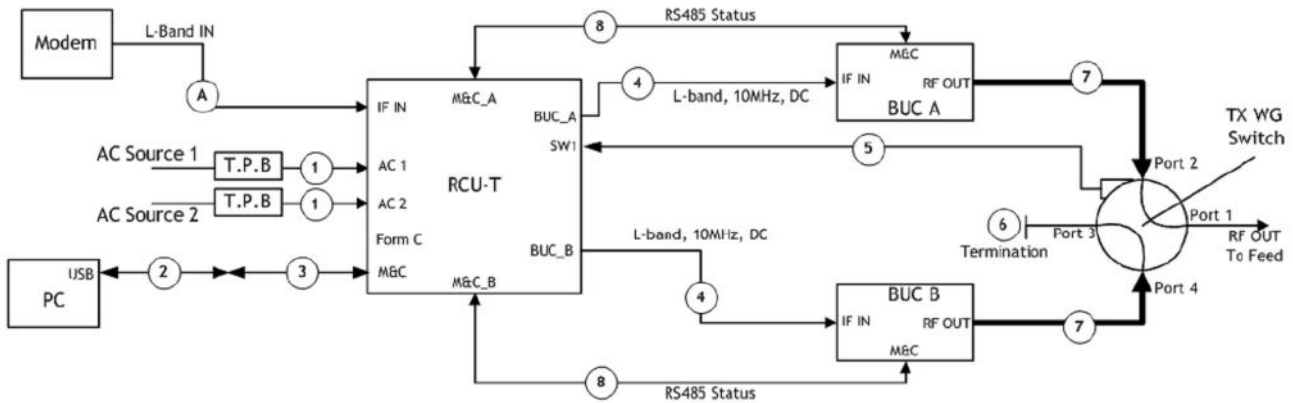 RS485 Status
8
Modem
L-Band IN
A
M&C
IF IN
RF OUT
BUC A
7
4
L-band, 10MHz, DC
TX WG
Switch
IF IN
M&C_A
BUC_A
SW1
5
AC Source 1
T.P.B
1
AC 1
RCU-T
Port 2
AC Source 2
T.P.B
1
AC 2
6
Termination
Port 3
Port 1
RF OUT
To Feed
Form C
BUC_B
L-band, 10MHz, DC
USB
PC
2
3
M&C
M&C_B
4
BUC B
IF IN
RF OUT
M&C
Port 4
7
8
RS485 Status